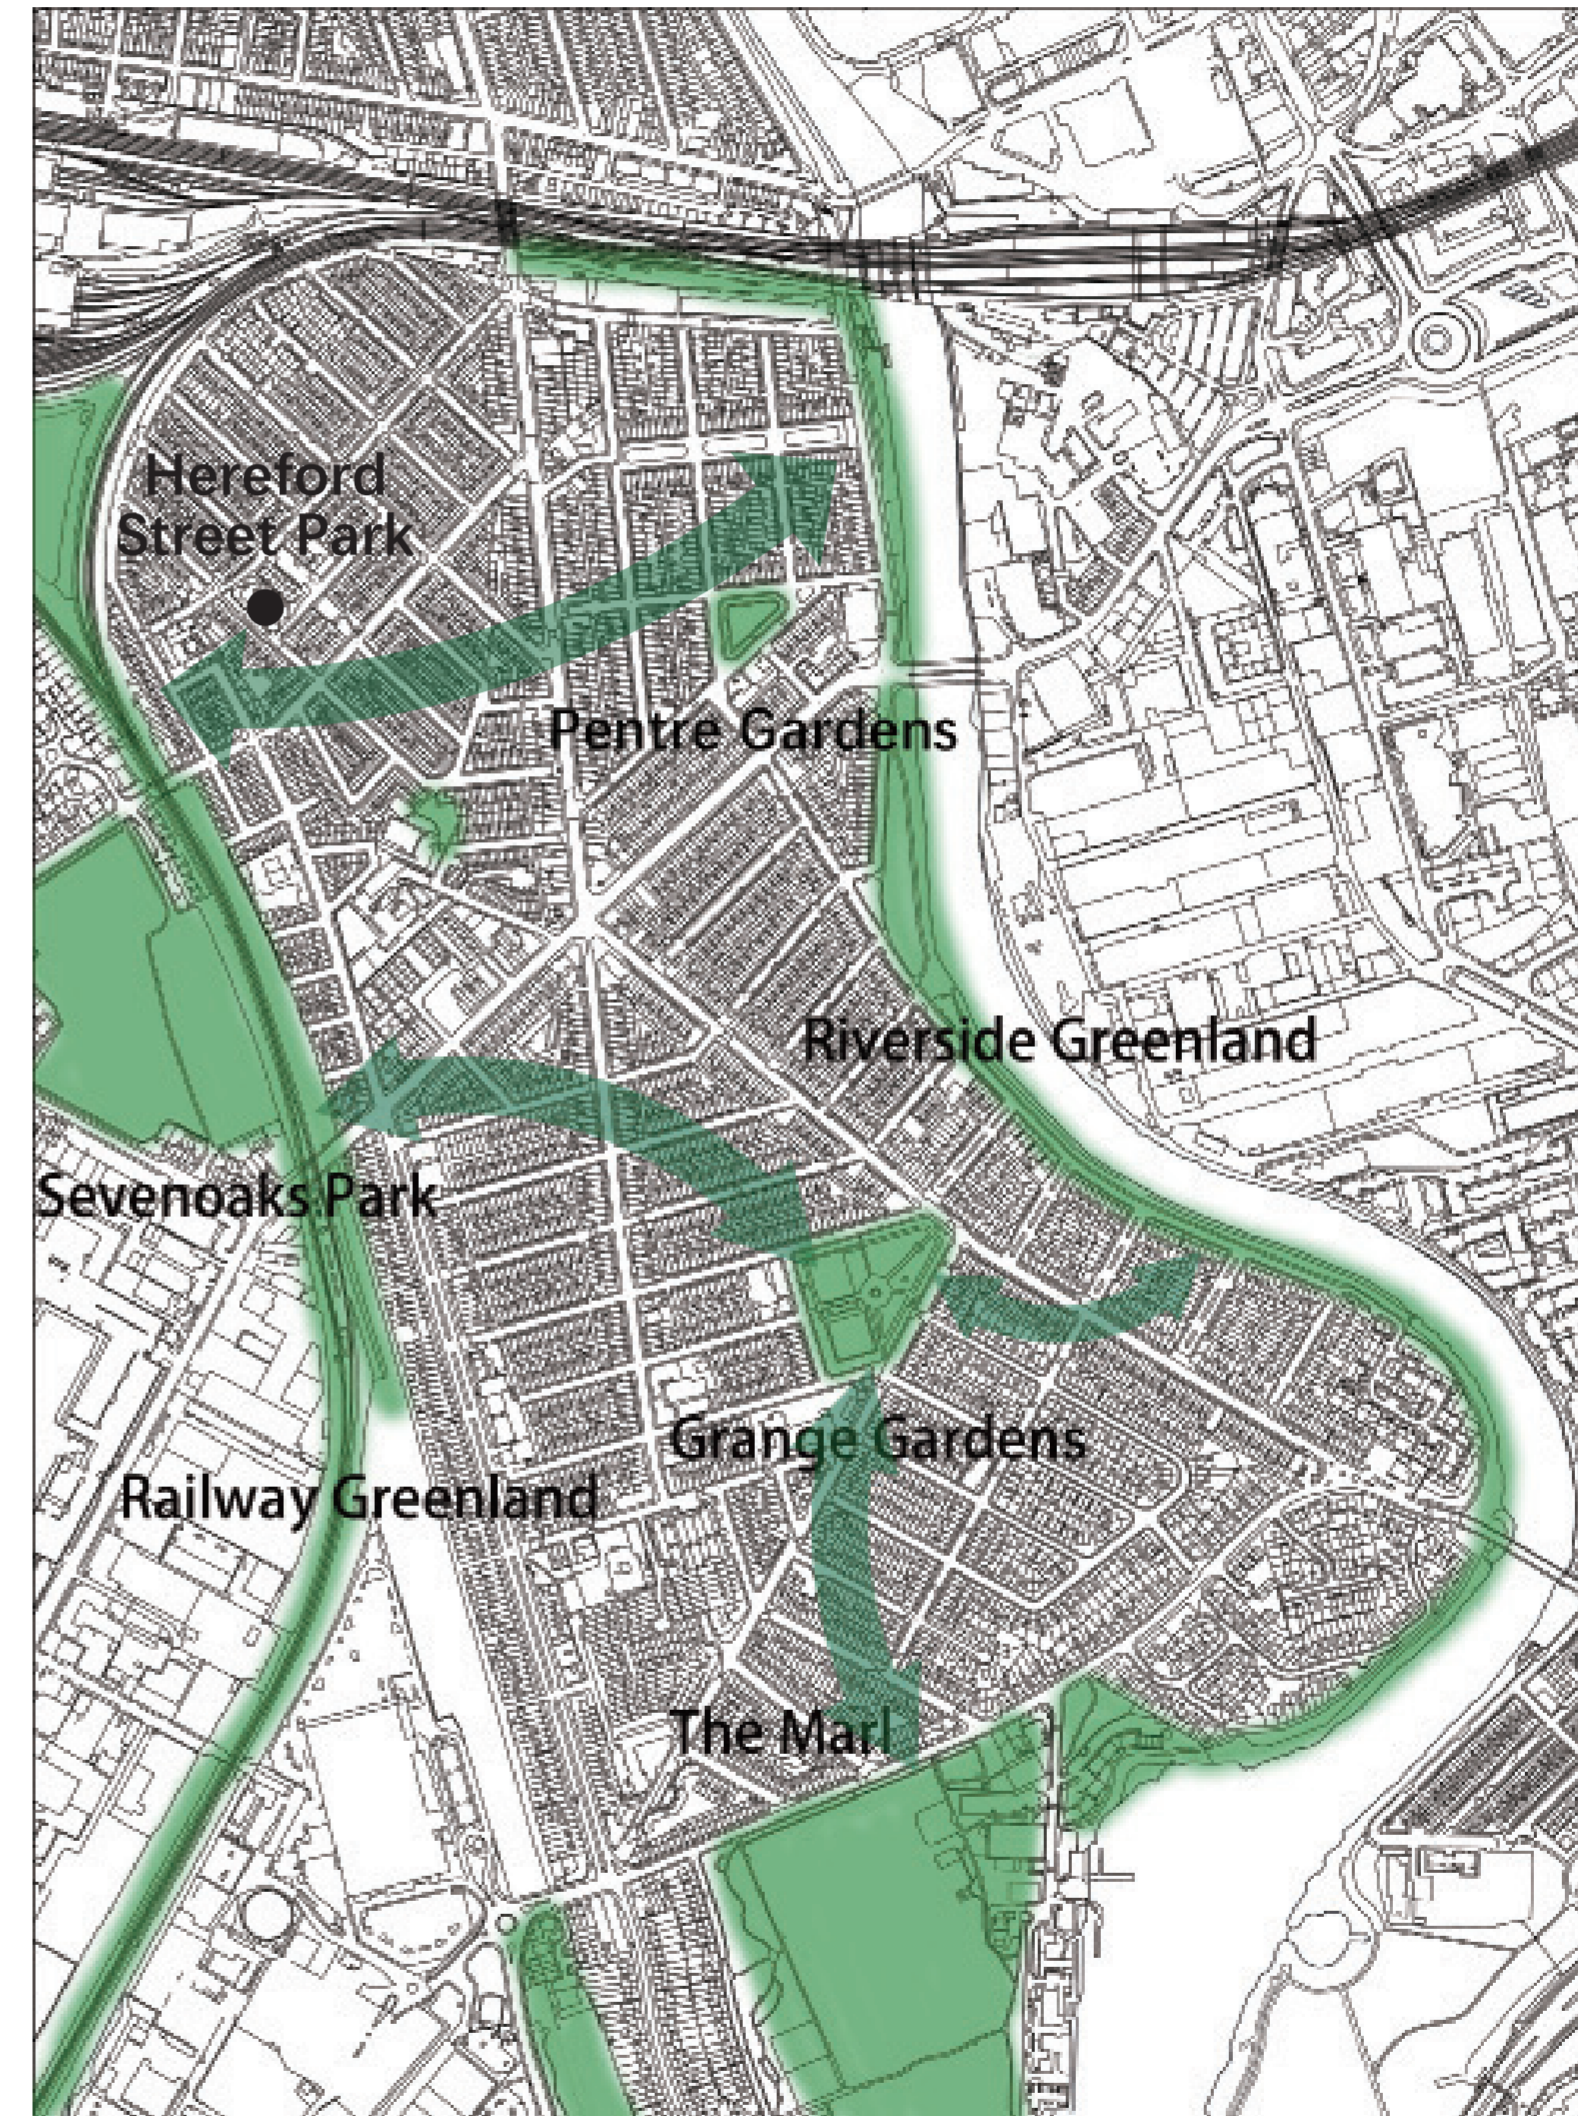 Hereford
Street Park
Pentre Gardens
Riverside Greenland
Sevenoaks Park
Grange Gardens
Railway Greenland
The Marl